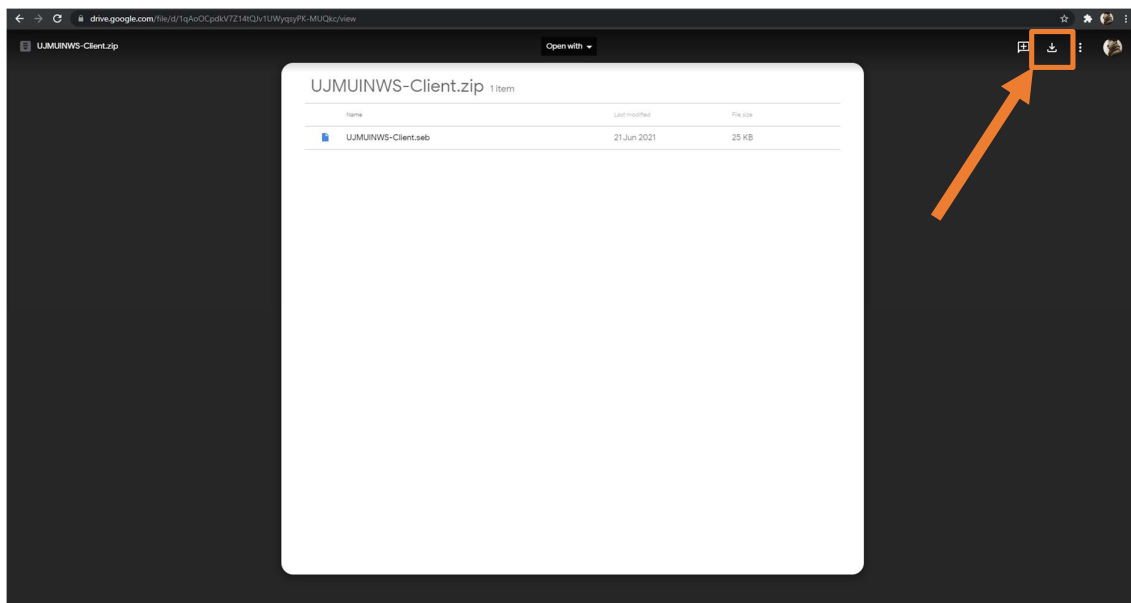 drive.google.com/file/d/1qAoOCpdkV7Z14tQJv1UWyqsyPK-MUQkc/view
UJMUINWS-Client.zip
Open with
UJMUINWS-Client.zip 1 item
Name Last modified File size
UJMUINWS-Client.seb 21 Jun 2021 25 KB